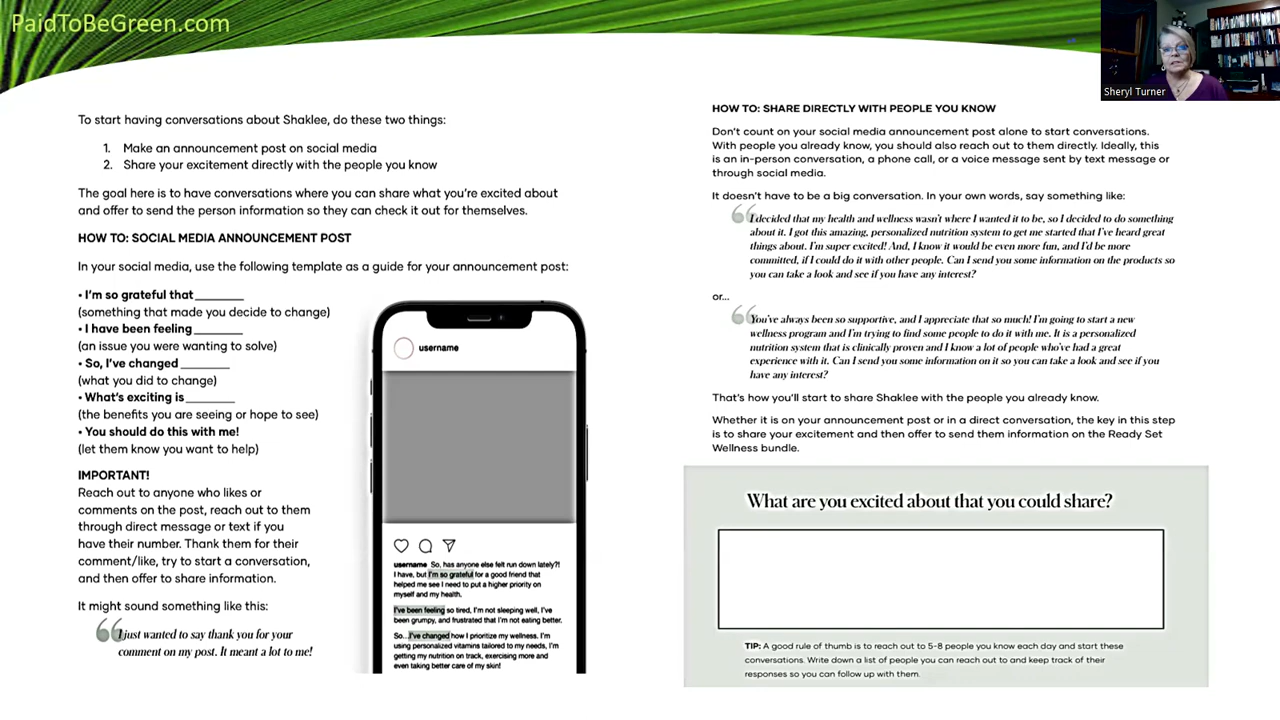 PaidToBeGreen.com
Sheryl Turner
To start having conversations about Shaklee, do these two things:
1. Make an announcement post on social media
2. Share your excitement directly with the people you know
The goal here is to have conversations where you can share what you're excited about
and offer to send the person information so they can check it out for themselves.
HOW TO: SOCIAL MEDIA ANNOUNCEMENT POST
In your social media, use the following template as a guide for your announcement post:
• I'm so grateful that ________
(something that made you decide to change)
• I have been feeling ________
(an issue you were wanting to solve)
• So, I've changed ________
(what you did to change)
• What's exciting is ________
(the benefits you are seeing or hope to see)
• You should do this with me!
(let them know you want to help)
IMPORTANT!
Reach out to anyone who likes or
comments on the post, reach out to them
through direct message or text if you
have their number. Thank them for their
comment/like, try to start a conversation,
and then offer to share information.
It might sound something like this:
“I just wanted to say thank you for your
comment on my post. It meant a lot to me!
username
username So, has anyone else felt run down lately?!
I have, but I'm so grateful for a good friend that
helped me see I need to put a higher priority on
myself and my health.
I've been feeling so tired, I'm not sleeping well, I've
been grumpy, and frustrated that I'm not eating better.
So...I've changed how I prioritize my wellness. I'm
using personalized vitamins tailored to my needs, I'm
getting my nutrition on track, exercising more and
even taking better care of my skin!
HOW TO: SHARE DIRECTLY WITH PEOPLE YOU KNOW
Don't count on your social media announcement post alone to start conversations.
With people you already know, you should also reach out to them directly. Ideally, this
is an in-person conversation, a phone call, or a voice message sent by text message or
through social media.
It doesn't have to be a big conversation. In your own words, say something like:
“I decided that my health and wellness wasn't where I wanted it to be, so I decided to do something
about it. I got this amazing, personalized nutrition system to get me started that I've heard great
things about. I'm super excited! And, I know it would be even more fun, and I'd be more
committed, if I could do it with other people. Can I send you some information on the products so
you can take a look and see if you have any interest?
or...
“You've always been so supportive, and I appreciate that so much! I'm going to start a new
wellness program and I'm trying to find some people to do it with me. It is a personalized
nutrition system that is clinically proven and I know a lot of people who've had a great
experience with it. Can I send you some information on it so you can take a look and see if you
have any interest?
That's how you'll start to share Shaklee with the people you already know.
Whether it is on your announcement post or in a direct conversation, the key in this step
is to share your excitement and then offer to send them information on the Ready Set
Wellness bundle.
What are you excited about that you could share?
TIP: A good rule of thumb is to reach out to 5-8 people you know each day and start these
conversations. Write down a list of people you can reach out to and keep track of their
responses so you can follow up with them.